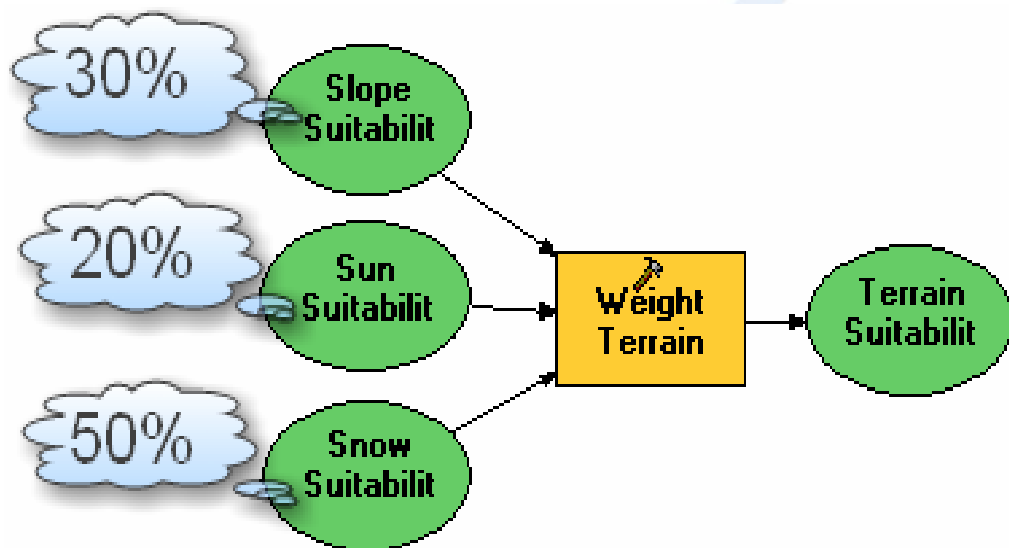 30%
Slope
Suitabilit
20%
Sun
Suitabilit
50%
Snow
Suitabilit
Weight
Terrain
Terrain
Suitabilit